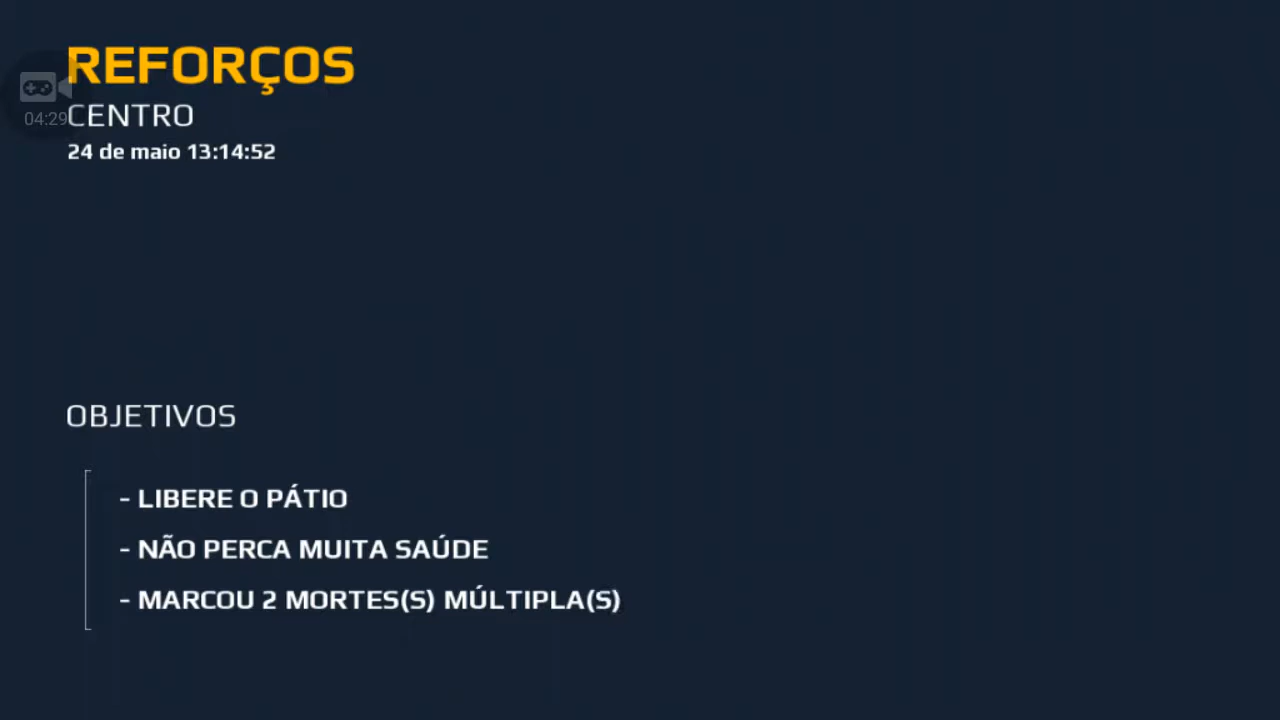 REFORÇOS
04:29
CENTRO
24 de maio 13:14:52
OBJETIVOS
- LIBERE O PÁTIO
- NÃO PERCA MUITA SAÚDE
- MARCOU 2 MORTES(S) MÚLTIPLA(S)